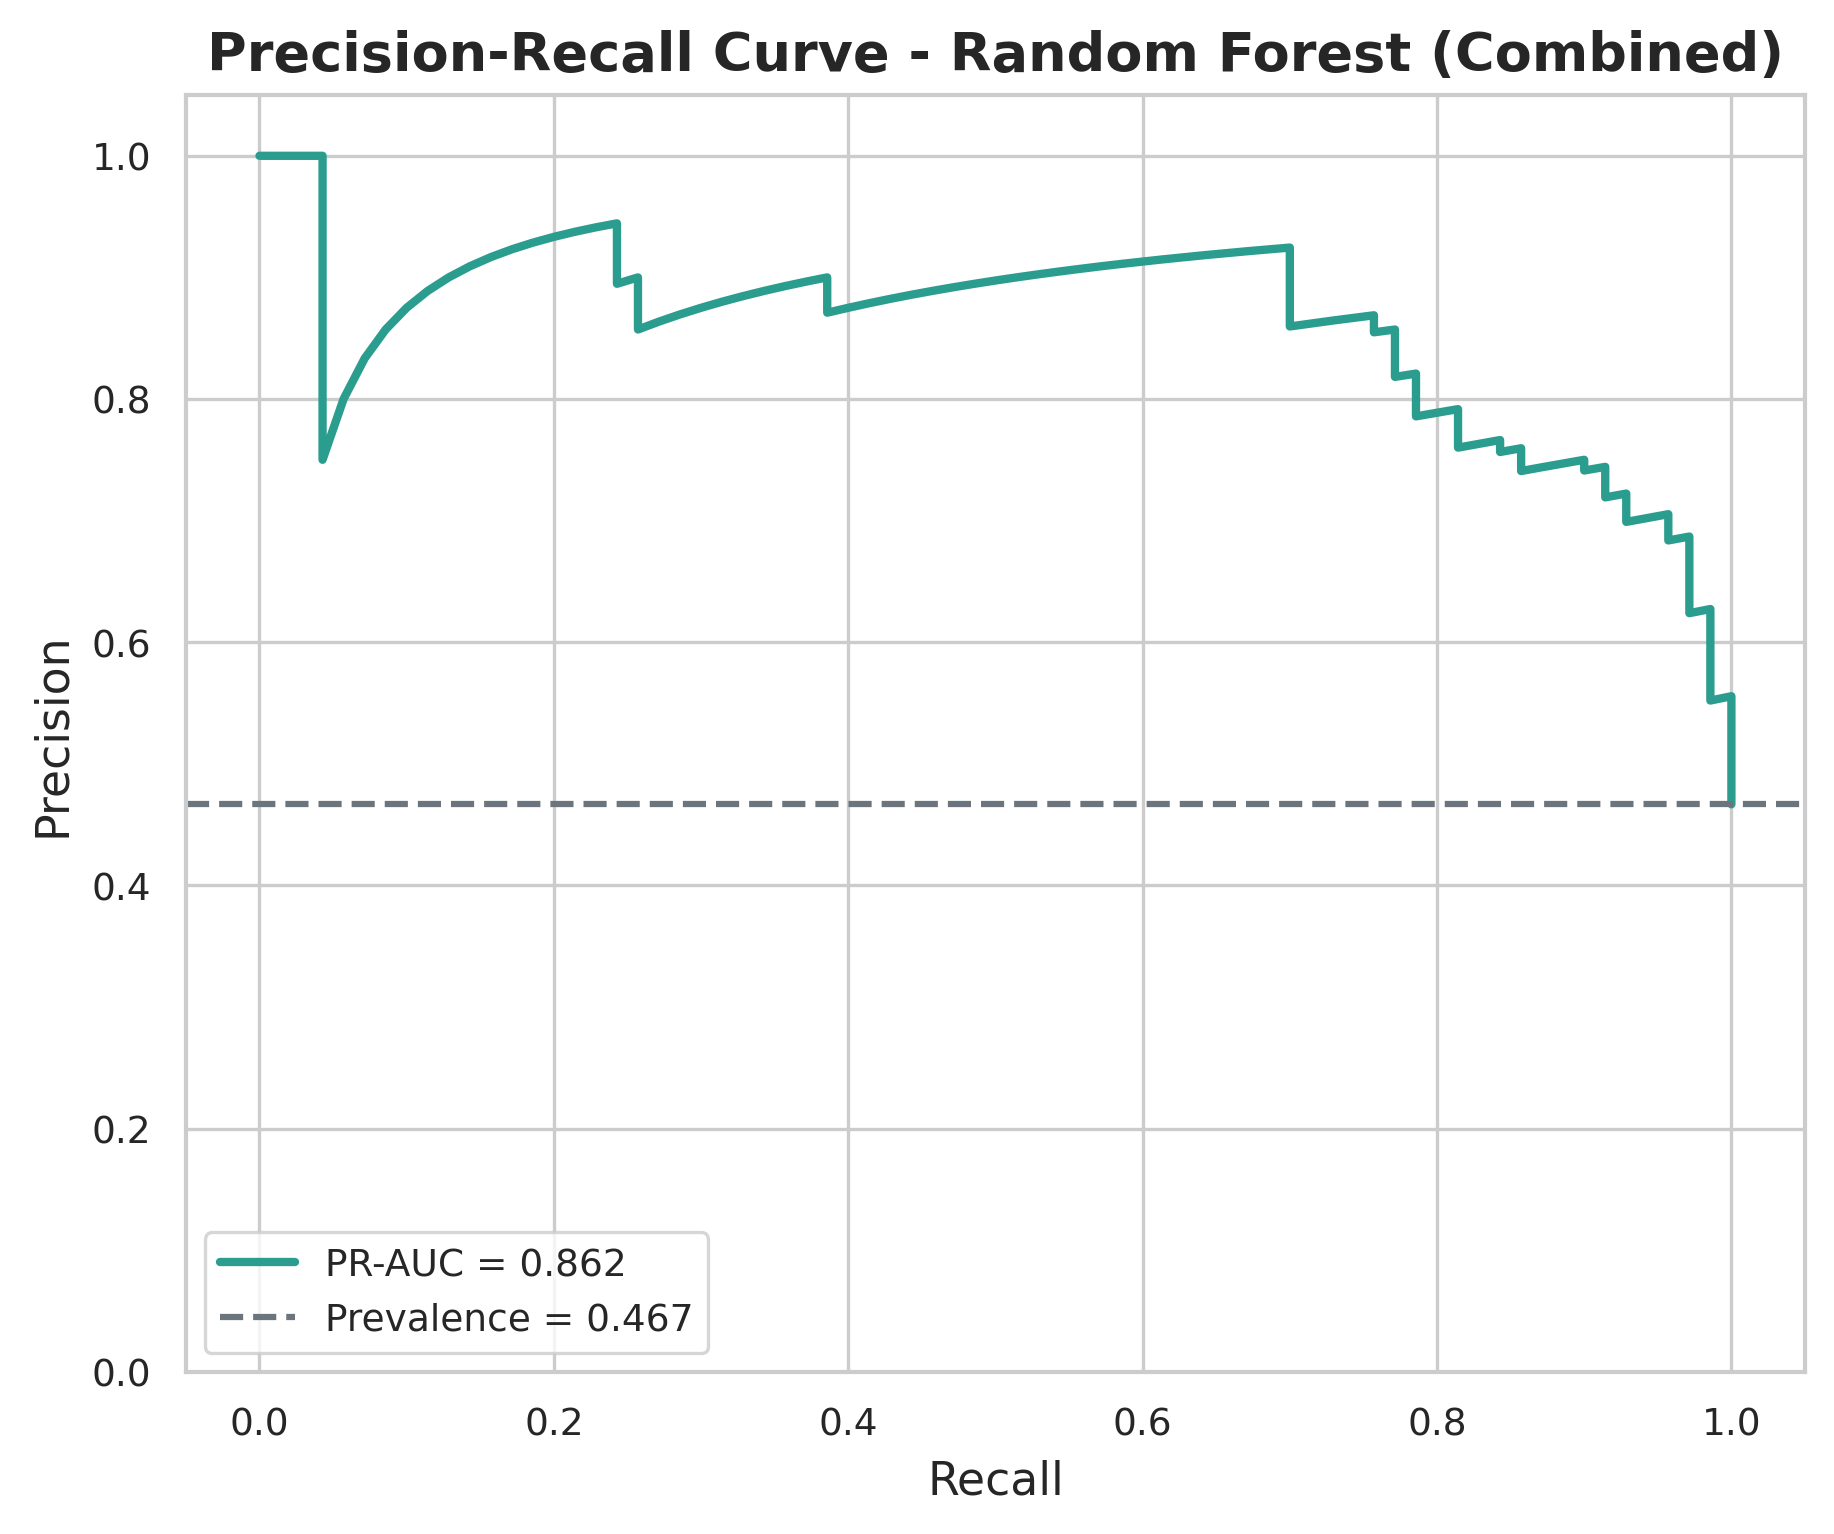 Precision-Recall Curve - Random Forest (Combined)
1.0
0.8
0.6
0.4
0.2
0.0
Precision
PR-AUC = 0.862
Prevalence = 0.467
0.0 0.2 0.4 0.6 0.8 1.0
Recall